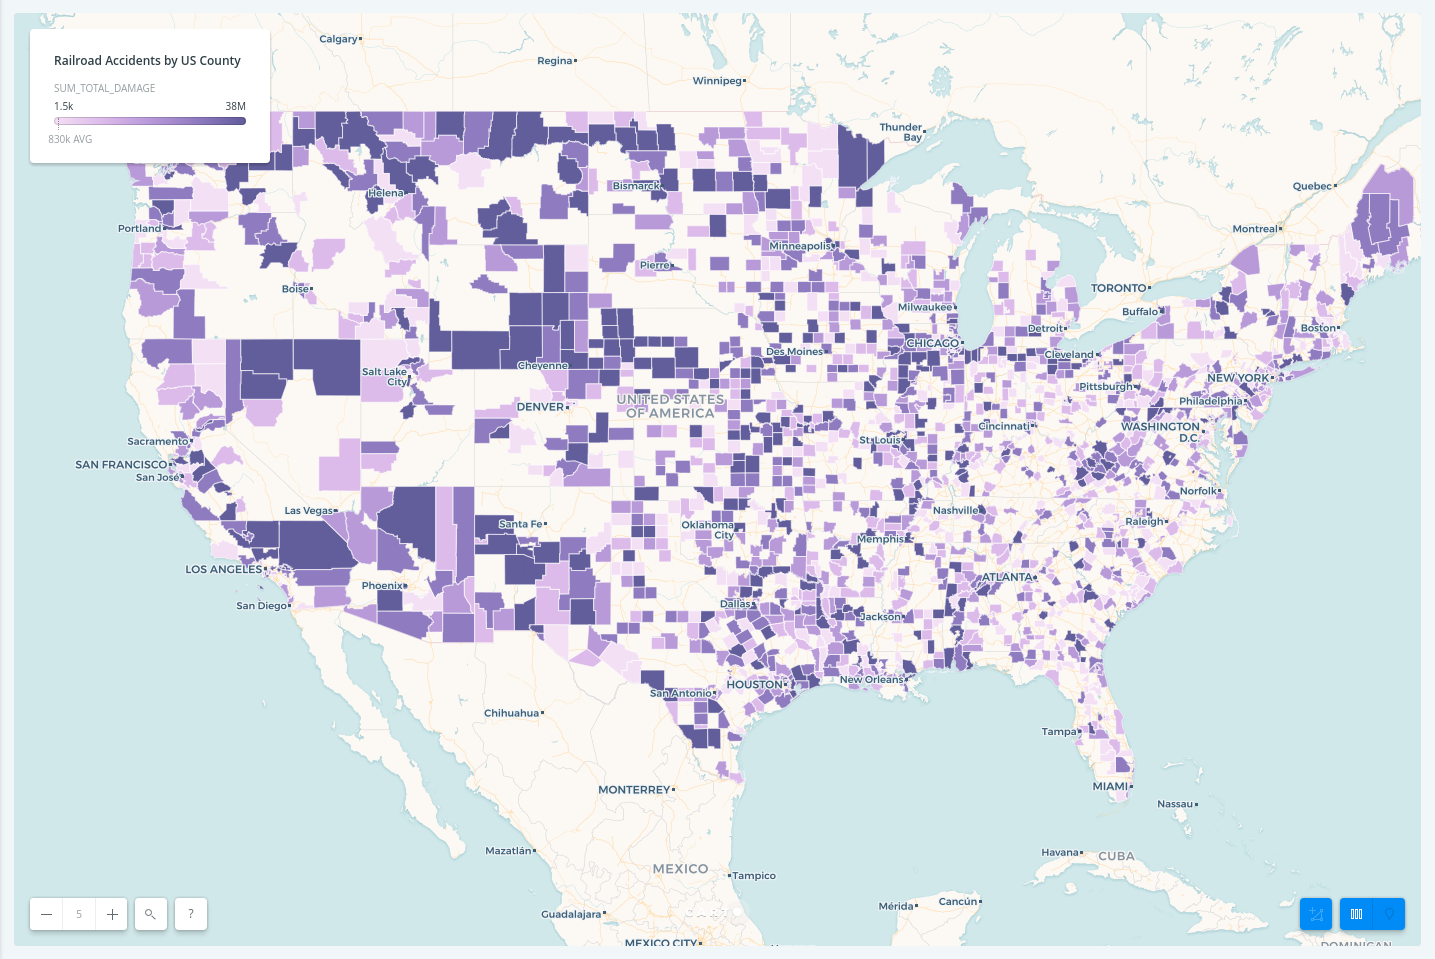 Railroad Accidents by US County
SUM_TOTAL_DAMAGE
1.5k 38M
830k AVG
Calgary
Regina
Winnipeg
Thunder
Bay
Quebec
Montreal
Helena
Bismarck
Portland
Minneapolis
Pierre
Boise
TORONTO
Buffalo
Milwaukee
Detroit
Boston
CHICAGO
Cleveland
Des Moines
Cheyenne
Salt Lake
City
NEW YORK
Pittsburgh
Philadelphia
UNITED STATES
OF AMERICA
DENVER
Cincinnati
WASHINGTON
D.C.
St. Louis
Sacramento
SAN FRANCISCO
San José
Norfolk
Las Vegas
Nashville
Santa Fe
Oklahoma
City
Raleigh
Memphis
LOS ANGELES
Phoenix
ATLANTA
San Diego
Dallas
Jackson
HOUSTON
New Orleans
San Antonio
Chihuahua
Tampa
MONTERREY
MIAMI
Nassau
Mazatlán
Havana
CUBA
MEXICO
Tampico
Cancún
Mérida
Guadalajara
CARTO
MEXICO CITY
DOMINICAN
5
?